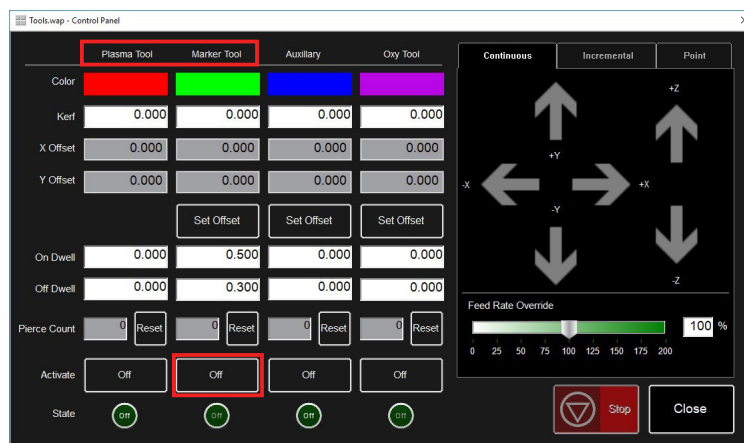 Tools.wap - Control Panel
Plasma Tool Marker Tool Auxillary Oxy Tool
Color
Kerf 0.000 0.000 0.000 0.000
X Offset 0.000 0.000 0.000 0.000
Y Offset 0.000 0.000 0.000 0.000
Set Offset Set Offset Set Offset
On Dwell 0.000 0.500 0.000 0.000
Off Dwell 0.000 0.300 0.000 0.000
Pierce Count 0 Reset 0 Reset 0 Reset 0 Reset
Activate Off Off Off Off
State Off Off Off Off
Continuous Incremental Point
+Z
+Y
-X +X
-Y
-Z
Feed Rate Override
100 %
0 25 50 75 100 125 150 175 200
Stop Close